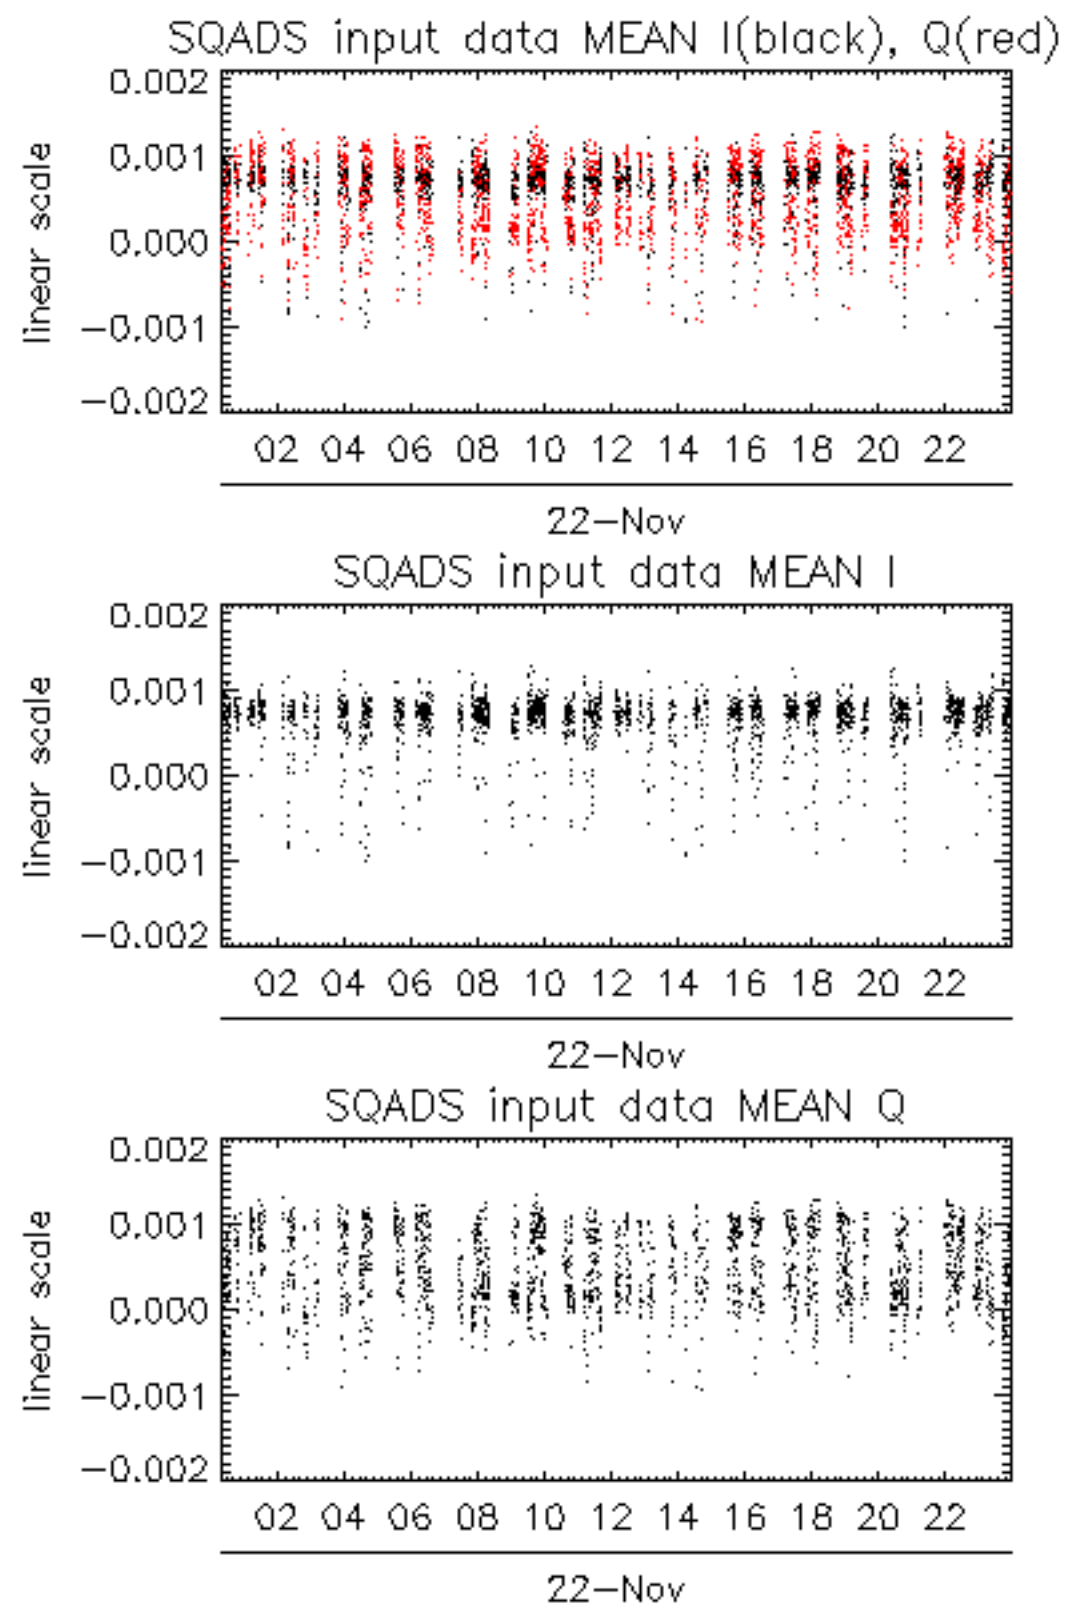 SQADS input data MEAN I(black), Q(red)
0.002
0.001
0.000
−0.001
−0.002
linear scale
02 04 06 08 10 12 14 16 18 20 22
22−Nov
SQADS input data MEAN I
0.002
0.001
0.000
−0.001
−0.002
linear scale
02 04 06 08 10 12 14 16 18 20 22
22−Nov
SQADS input data MEAN Q
0.002
0.001
0.000
−0.001
−0.002
linear scale
02 04 06 08 10 12 14 16 18 20 22
22−Nov